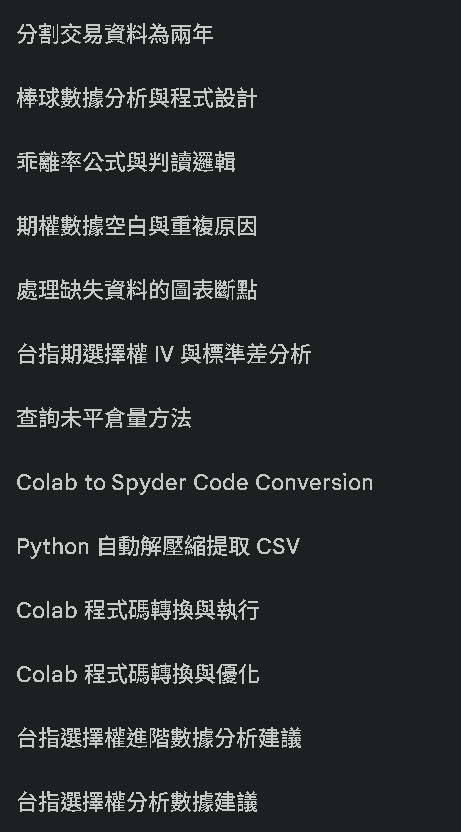 分割交易資料為兩年
棒球數據分析與程式設計
乖離率公式與判讀邏輯
期權數據空白與重複原因
處理缺失資料的圖表斷點
台指期選擇權 IV 與標準差分析
查詢未平倉量方法
Colab to Spyder Code Conversion
Python 自動解壓縮提取 CSV
Colab 程式碼轉換與執行
Colab 程式碼轉換與優化
台指選擇權進階數據分析建議
台指選擇權分析數據建議